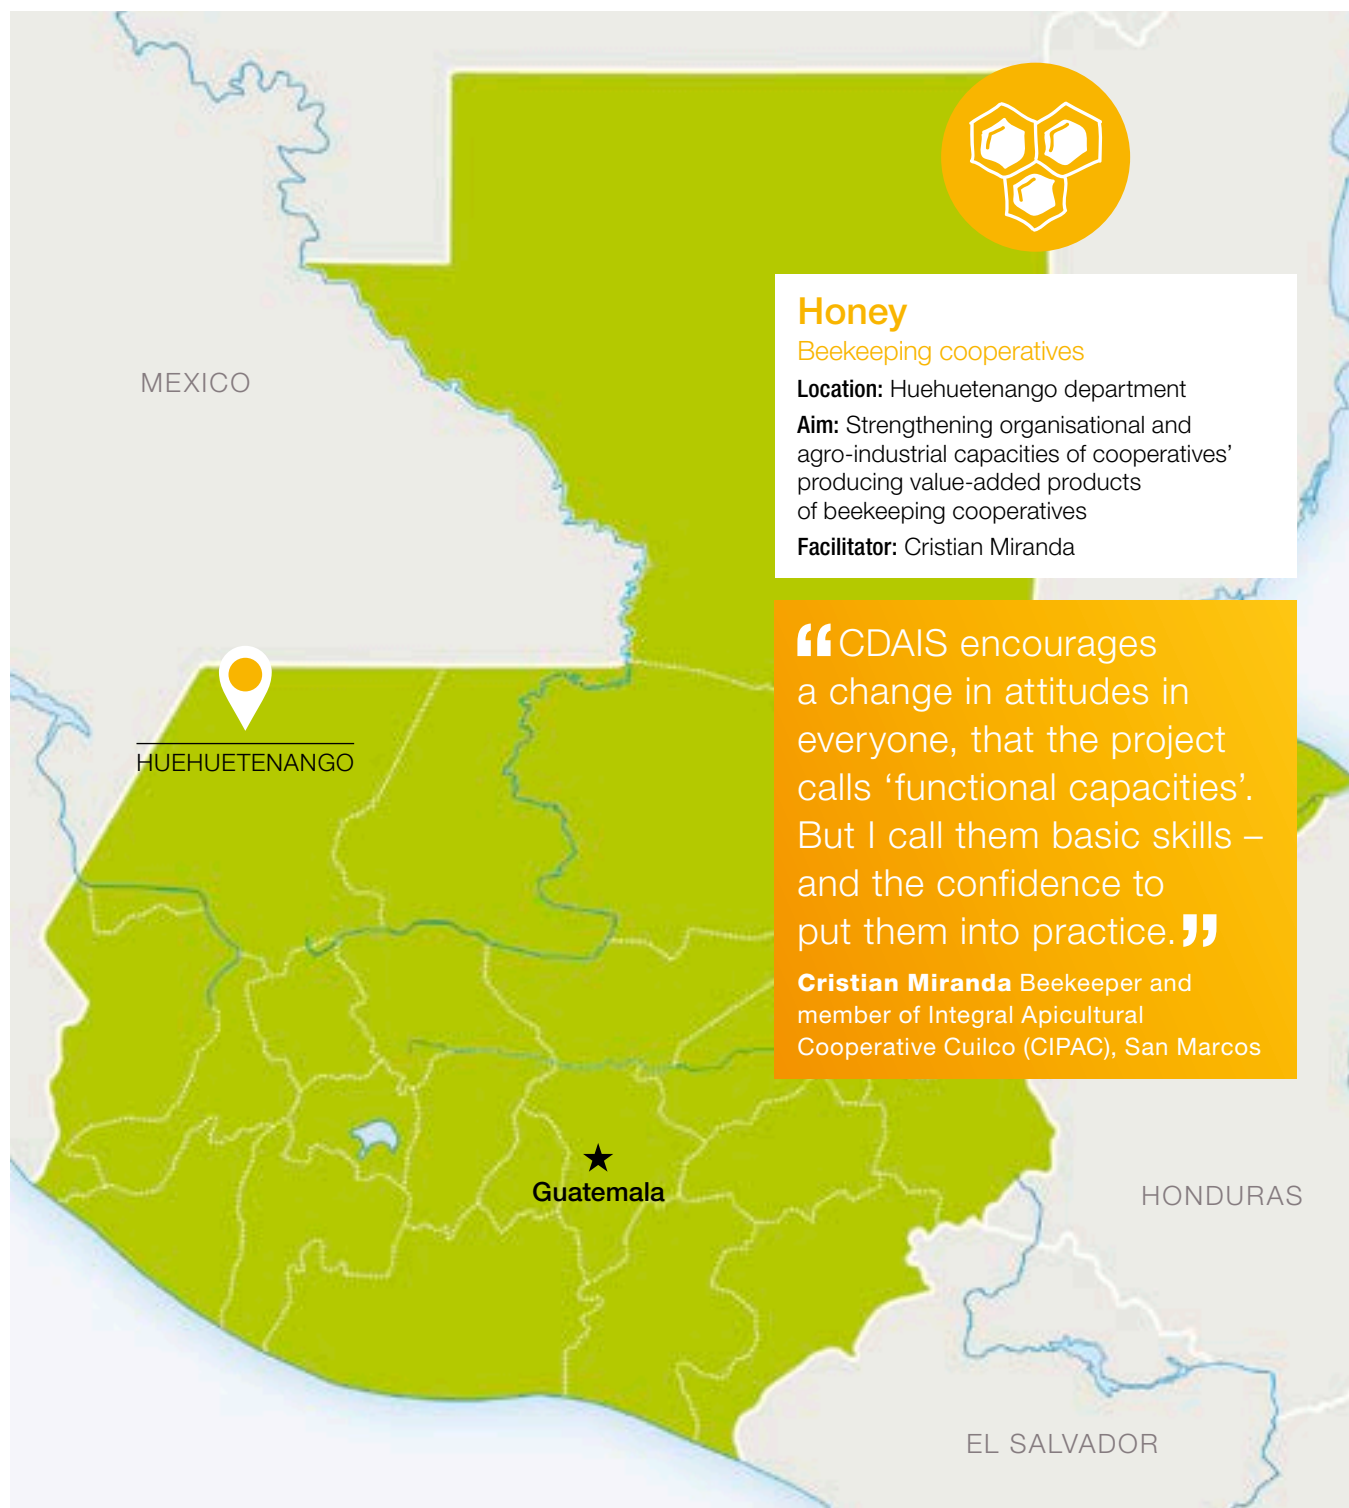 MEXICO
Honey
Beekeeping cooperatives
Location: Huehuetenango department
Aim: Strengthening organisational and
agro-industrial capacities of cooperatives’
producing value-added products
of beekeeping cooperatives
Facilitator: Cristian Miranda
HUEHUETENANGO
“CDAIS encourages
a change in attitudes in
everyone, that the project
calls ‘functional capacities’.
But I call them basic skills –
and the confidence to
put them into practice.”
Cristian Miranda Beekeeper and
member of Integral Apicultural
Cooperative Cuilco (CIPAC), San Marcos
Guatemala
HONDURAS
EL SALVADOR